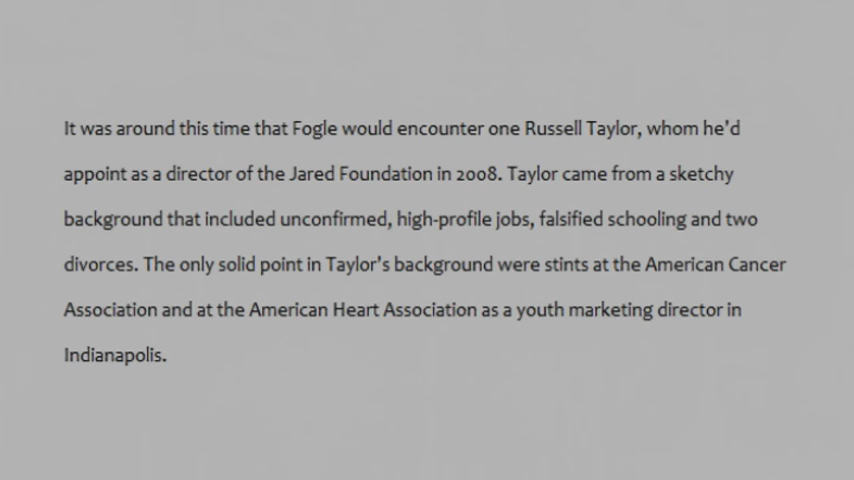 It was around this time that Fogle would encounter one Russell Taylor, whom he'd
appoint as a director of the Jared Foundation in 2008. Taylor came from a sketchy
background that included unconfirmed, high-profile jobs, falsified schooling and two
divorces. The only solid point in Taylor's background were stints at the American Cancer
Association and at the American Heart Association as a youth marketing director in
Indianapolis.